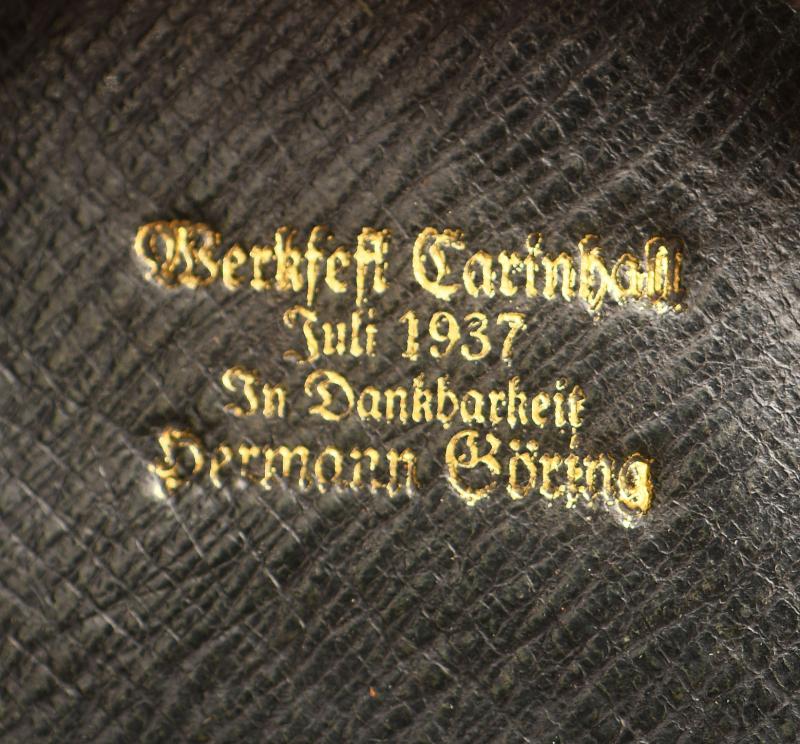 Werkfest Carinhall
Juli 1937
In Dankbarkeit
Hermann Göring